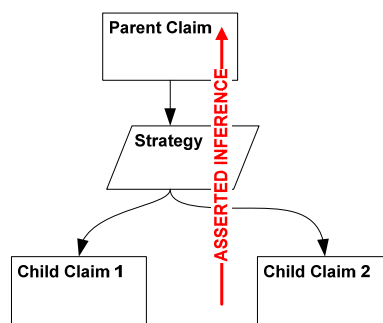 Parent Claim
Strategy
ASSERTED INFERENCE
Child Claim 1
Child Claim 2